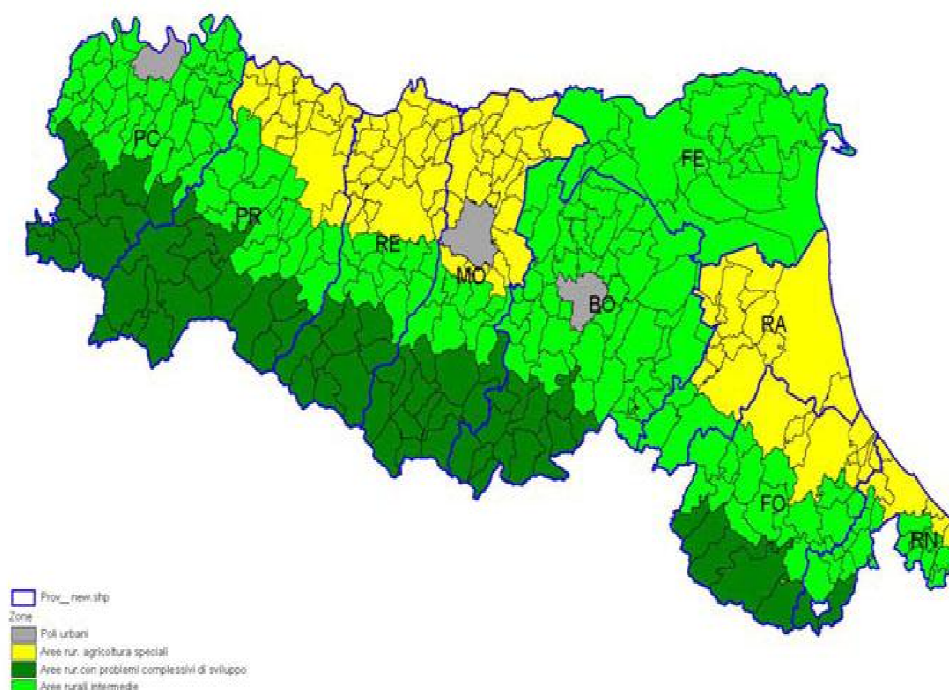 PC
FE
PR
RE
MO
BO
RA
FO
RN
Prov_new.shp
Zone
Poli urbani
Aree rur. agricoltura speciali
Aree rur.con problemi complessivi di sviluppo
Aree rurali intermedie